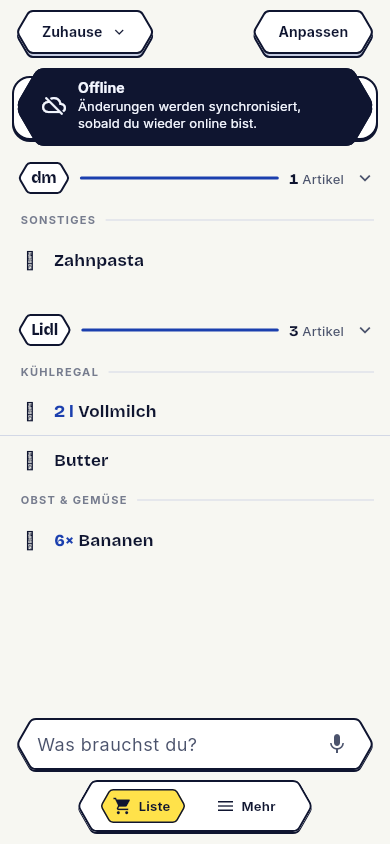 Zuhause
Anpassen
Offline
Änderungen werden synchronisiert,
sobald du wieder online bist.
dm
1 Artikel
SONSTIGES
Zahnpasta
Lidl
3 Artikel
KÜHLREGAL
2 l Vollmilch
Butter
OBST & GEMÜSE
6× Bananen
Was brauchst du?
Liste
Mehr